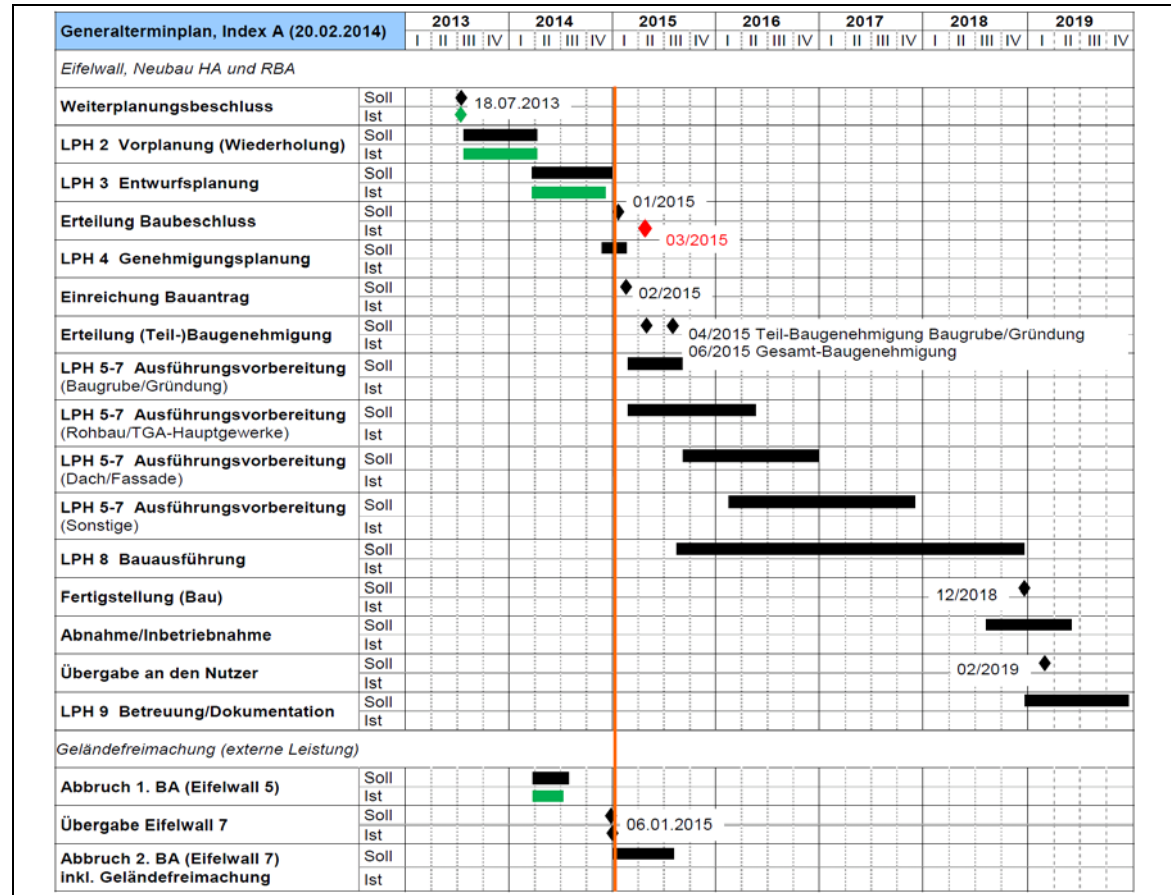 Generalterminplan, Index A (20.02.2014)
2013 2014 2015 2016 2017 2018 2019
I II III IV I II III IV I II III IV I II III IV I II III IV I II III IV I II III IV
Eifelwall, Neubau HA und RBA
Weiterplanungsbeschluss Soll 18.07.2013
Ist
LPH 2 Vorplanung (Wiederholung) Soll
Ist
LPH 3 Entwurfsplanung Soll
Ist
Erteilung Baubeschluss Soll 01/2015
Ist 03/2015
LPH 4 Genehmigungsplanung Soll
Ist
Einreichung Bauantrag Soll 02/2015
Ist
Erteilung (Teil-)Baugenehmigung Soll 04/2015 Teil-Baugenehmigung Baugrube/Gründung
Ist 06/2015 Gesamt-Baugenehmigung
LPH 5-7 Ausführungsvorbereitung Soll
(Baugrube/Gründung) Ist
LPH 5-7 Ausführungsvorbereitung Soll
(Rohbau/TGA-Hauptgewerke) Ist
LPH 5-7 Ausführungsvorbereitung Soll
(Dach/Fassade) Ist
LPH 5-7 Ausführungsvorbereitung Soll
(Sonstige) Ist
LPH 8 Bauausführung Soll
Ist
Fertigstellung (Bau) Soll 12/2018
Ist
Abnahme/Inbetriebnahme Soll
Ist
Übergabe an den Nutzer Soll 02/2019
Ist
LPH 9 Betreuung/Dokumentation Soll
Ist
Geländefreimachung (externe Leistung)
Abbruch 1. BA (Eifelwall 5) Soll
Ist
Übergabe Eifelwall 7 Soll 06.01.2015
Ist
Abbruch 2. BA (Eifelwall 7) Soll
inkl. Geländefreimachung Ist